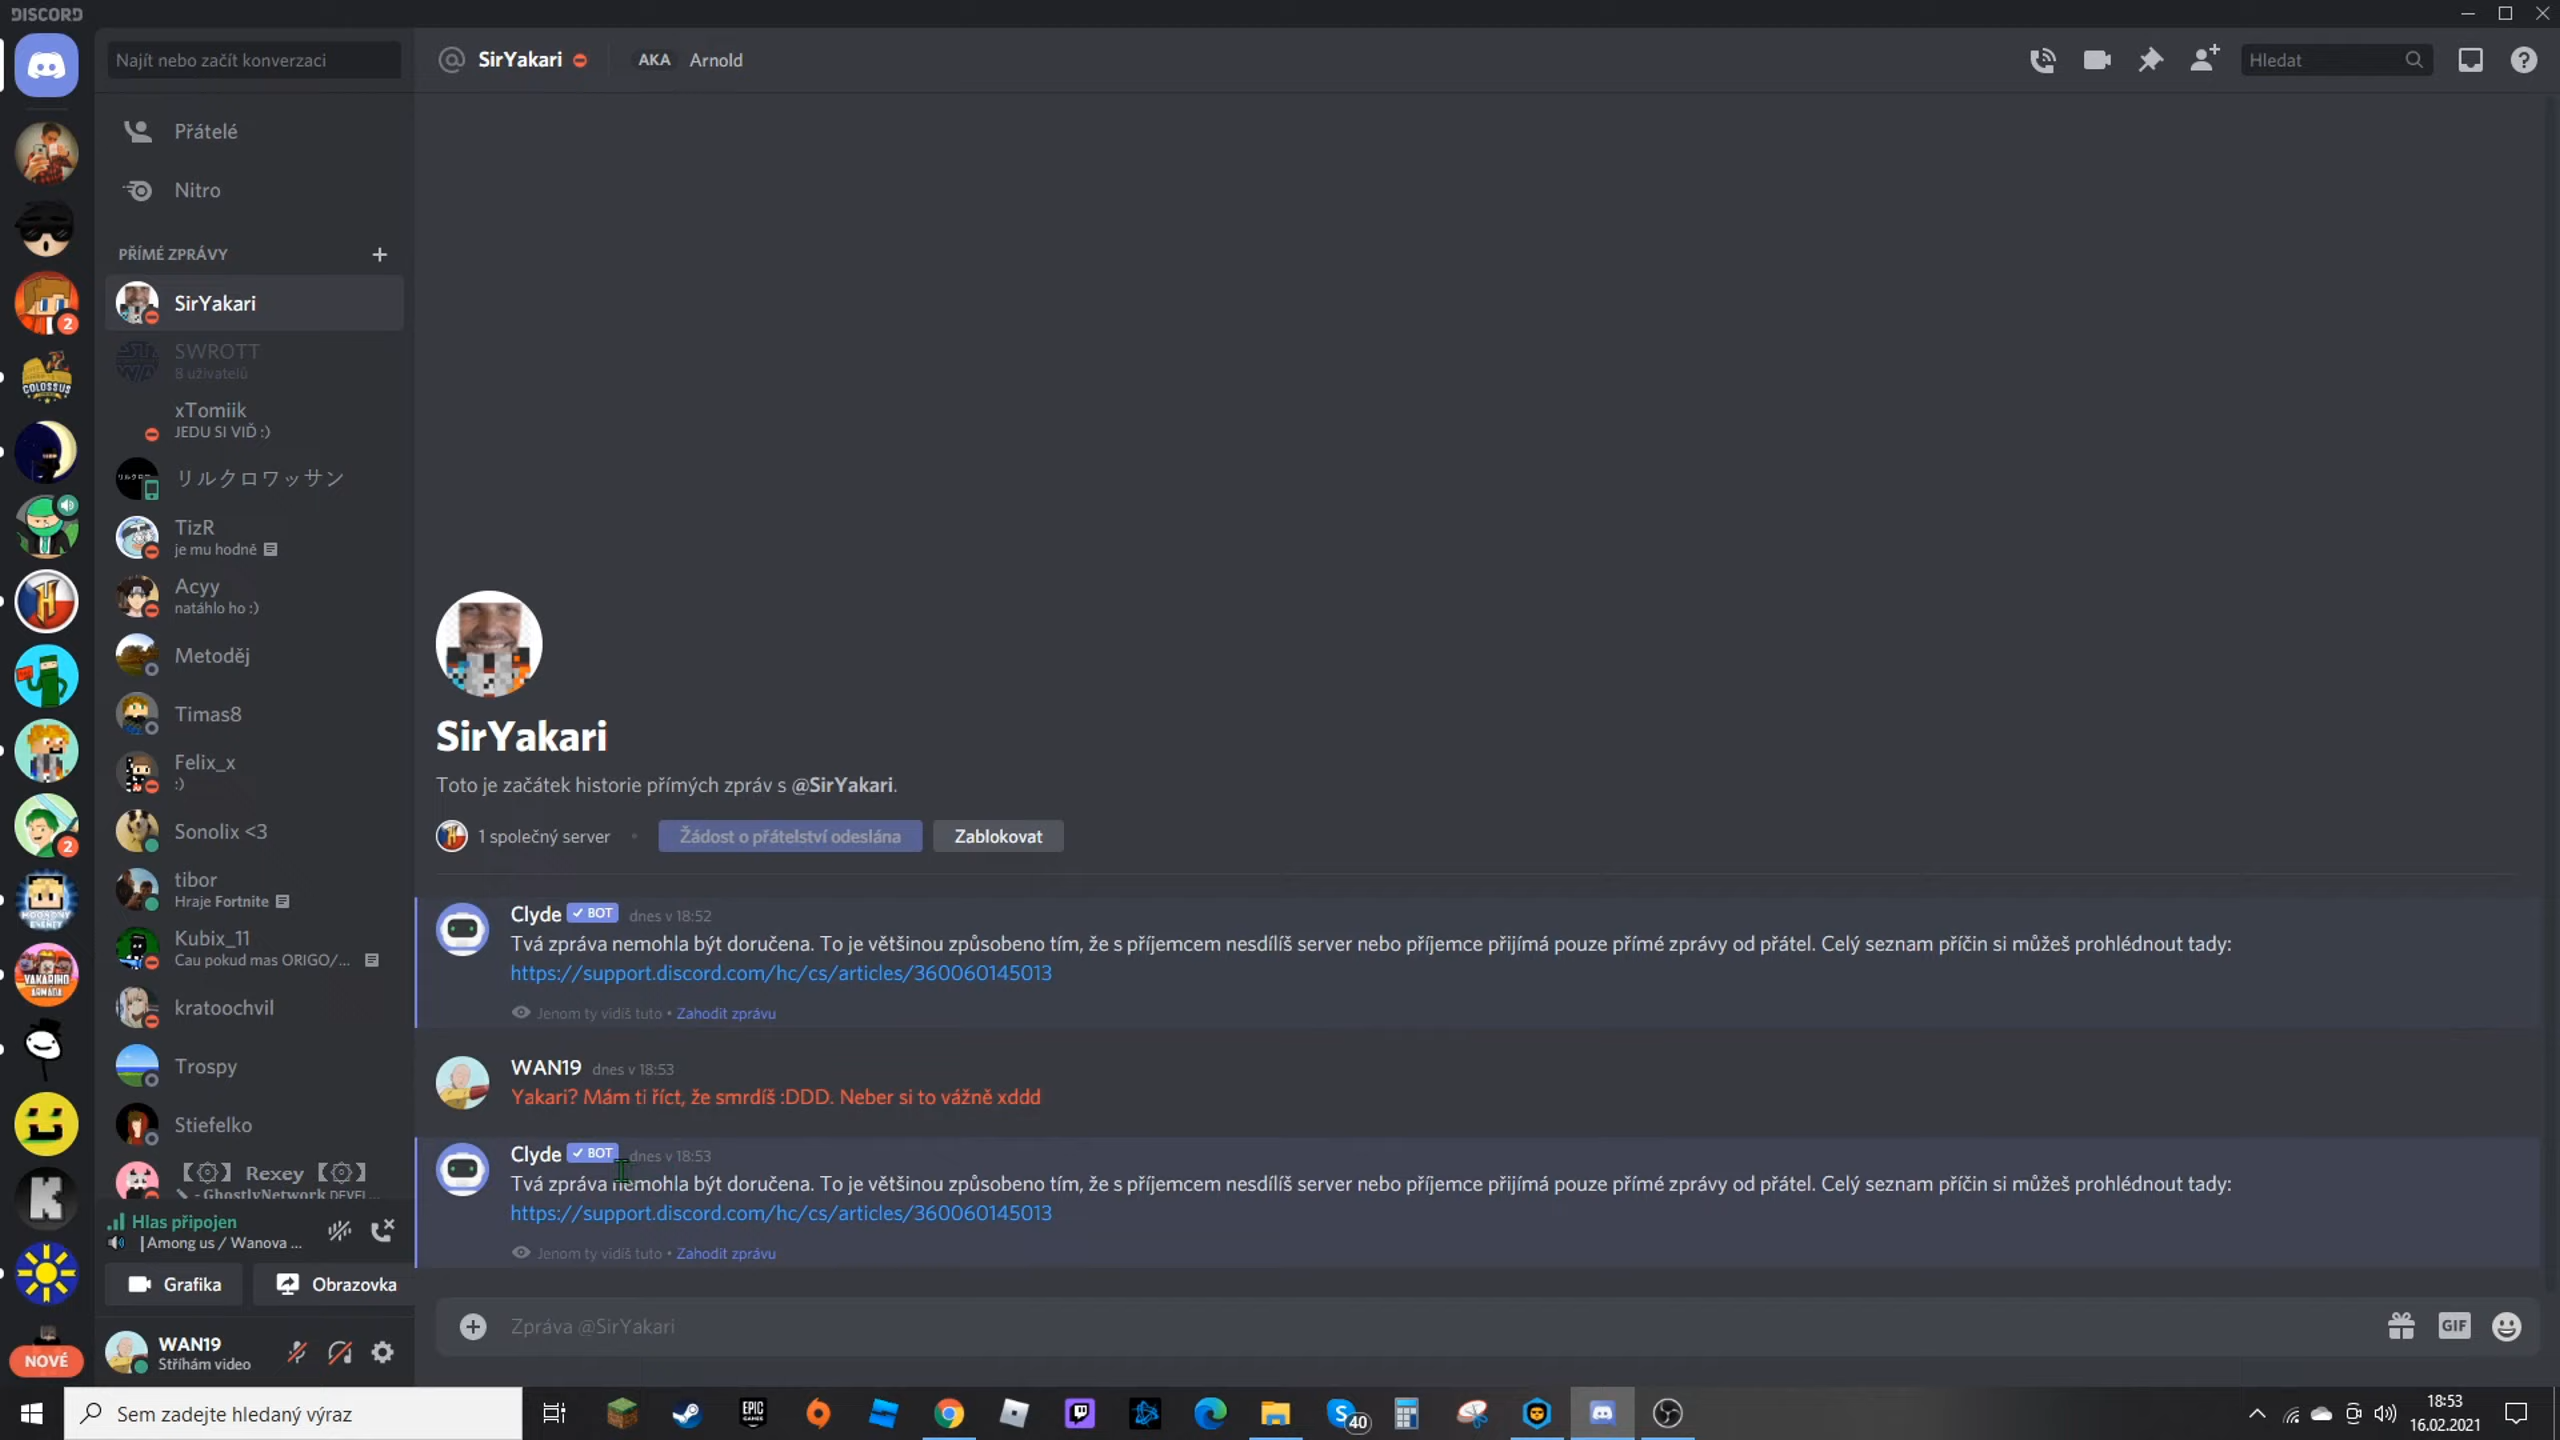 DISCORD
Najít nebo začít konverzaci
SirYakari
AKA Arnold
Hledat
Přátelé
Nitro
PŘÍMÉ ZPRÁVY
SirYakari
SWROTT
8 uživatelů
xTomiik
JEDU SI VIĎ :)
リルクロワッサン
TizR
je mu hodně
Acyy
natáhlo ho :)
Metoděj
Timas8
Felix_x
:)
Sonolix <3
tibor
Hraje Fortnite
Kubix_11
Cau pokud mas ORIGO/...
kratoochvil
Trospy
Stiefelko
【۞】 Rexey 【۞】
- GhostlyNetwork DEVEL...
Hlas připojen
|Among us / Wanova ...
Grafika
Obrazovka
WAN19
Stříhám video
COLOSSUS
2
2
YAKARIHO
ARMÁDA
NOVÉ
SirYakari
Toto je začátek historie přímých zpráv s @SirYakari.
1 společný server
Žádost o přátelství odeslána
Zablokovat
Clyde ✓ BOT dnes v 18:52
Tvá zpráva nemohla být doručena. To je většinou způsobeno tím, že s příjemcem nesdílíš server nebo příjemce přijímá pouze přímé zprávy od přátel. Celý seznam příčin si můžeš prohlédnout tady:
https://support.discord.com/hc/cs/articles/360060145013
Jenom ty vidíš tuto • Zahodit zprávu
WAN19 dnes v 18:53
Yakari? Mám ti říct, že smrdíš :DDD. Neber si to vážně xddd
Clyde ✓ BOT dnes v 18:53
Tvá zpráva nemohla být doručena. To je většinou způsobeno tím, že s příjemcem nesdílíš server nebo příjemce přijímá pouze přímé zprávy od přátel. Celý seznam příčin si můžeš prohlédnout tady:
https://support.discord.com/hc/cs/articles/360060145013
Jenom ty vidíš tuto • Zahodit zprávu
Zpráva @SirYakari
GIF
Sem zadejte hledaný výraz
EPIC
GAMES
40
18:53
16.02.2021